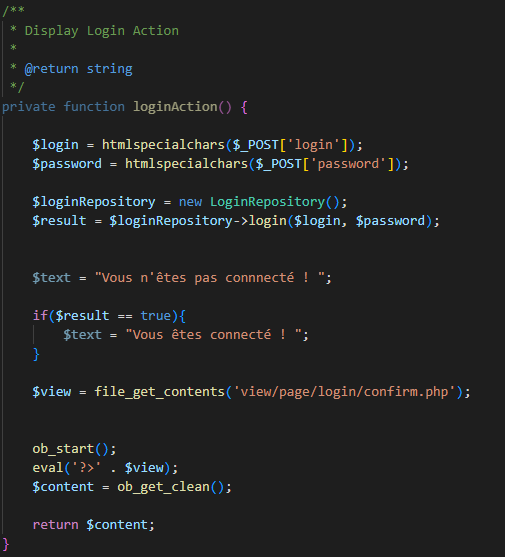 /**
 * Display Login Action
 *
 * @return string
 */
private function loginAction() {
    $login = htmlspecialchars($_POST['login']);
    $password = htmlspecialchars($_POST['password']);
    $loginRepository = new LoginRepository();
    $result = $loginRepository->login($login, $password);
    $text = "Vous n'êtes pas connnecté ! ";
    if($result == true){
        $text = "Vous êtes connecté ! ";
    }
    $view = file_get_contents('view/page/login/confirm.php');
    ob_start();
    eval('?>' . $view);
    $content = ob_get_clean();
    return $content;
}